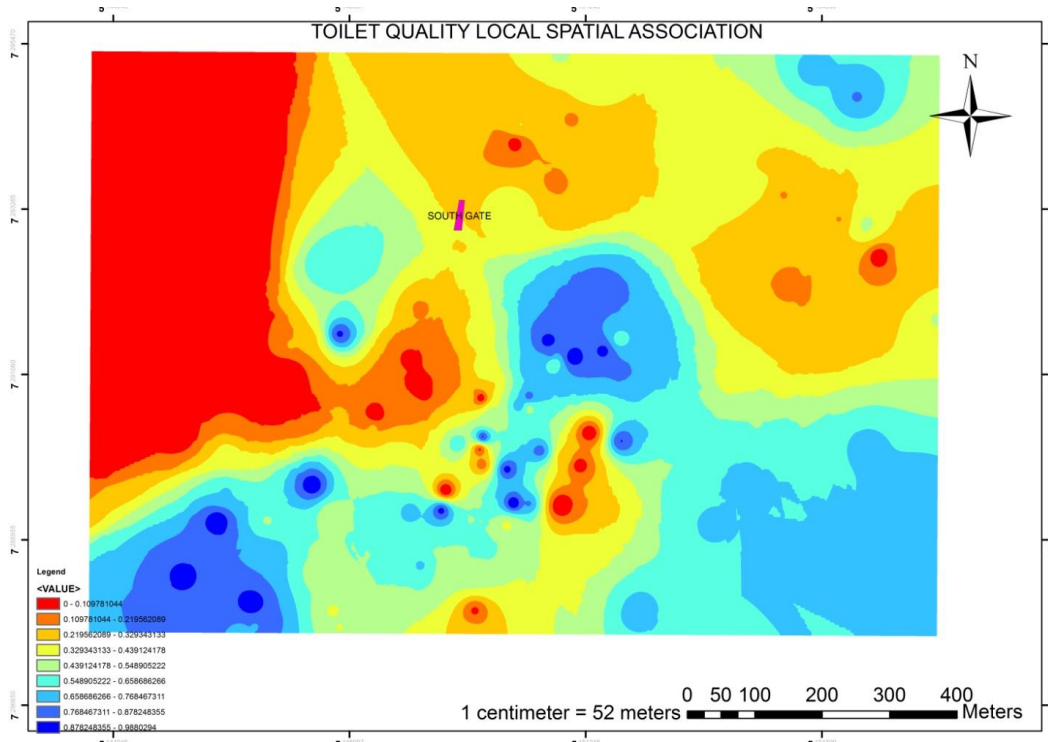 TOILET QUALITY LOCAL SPATIAL ASSOCIATION
N
SOUTH GATE
Legend
<VALUE>
0 - 0.109781044
0.109781044 - 0.219562089
0.219562089 - 0.329343133
0.329343133 - 0.439124178
0.439124178 - 0.548905222
0.548905222 - 0.658686266
0.658686266 - 0.768467311
0.768467311 - 0.878248355
0.878248355 - 0.9880294
1 centimeter = 52 meters
0 50 100 200 300 400
Meters